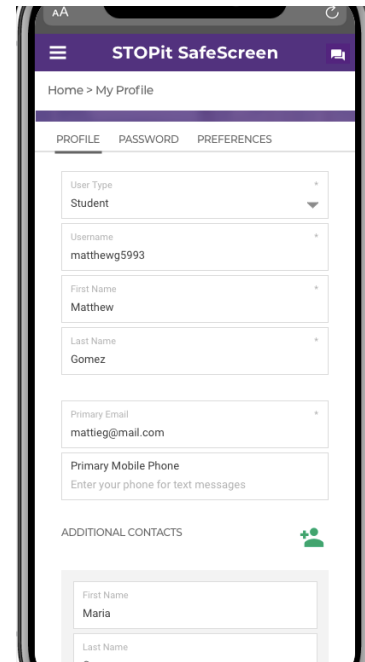 AA
STOPit SafeScreen
Home > My Profile
PROFILE PASSWORD PREFERENCES
User Type *
Student
Username *
matthewg5993
First Name *
Matthew
Last Name *
Gomez
Primary Email *
mattieg@mail.com
Primary Mobile Phone
Enter your phone for text messages
ADDITIONAL CONTACTS
First Name
Maria
Last Name